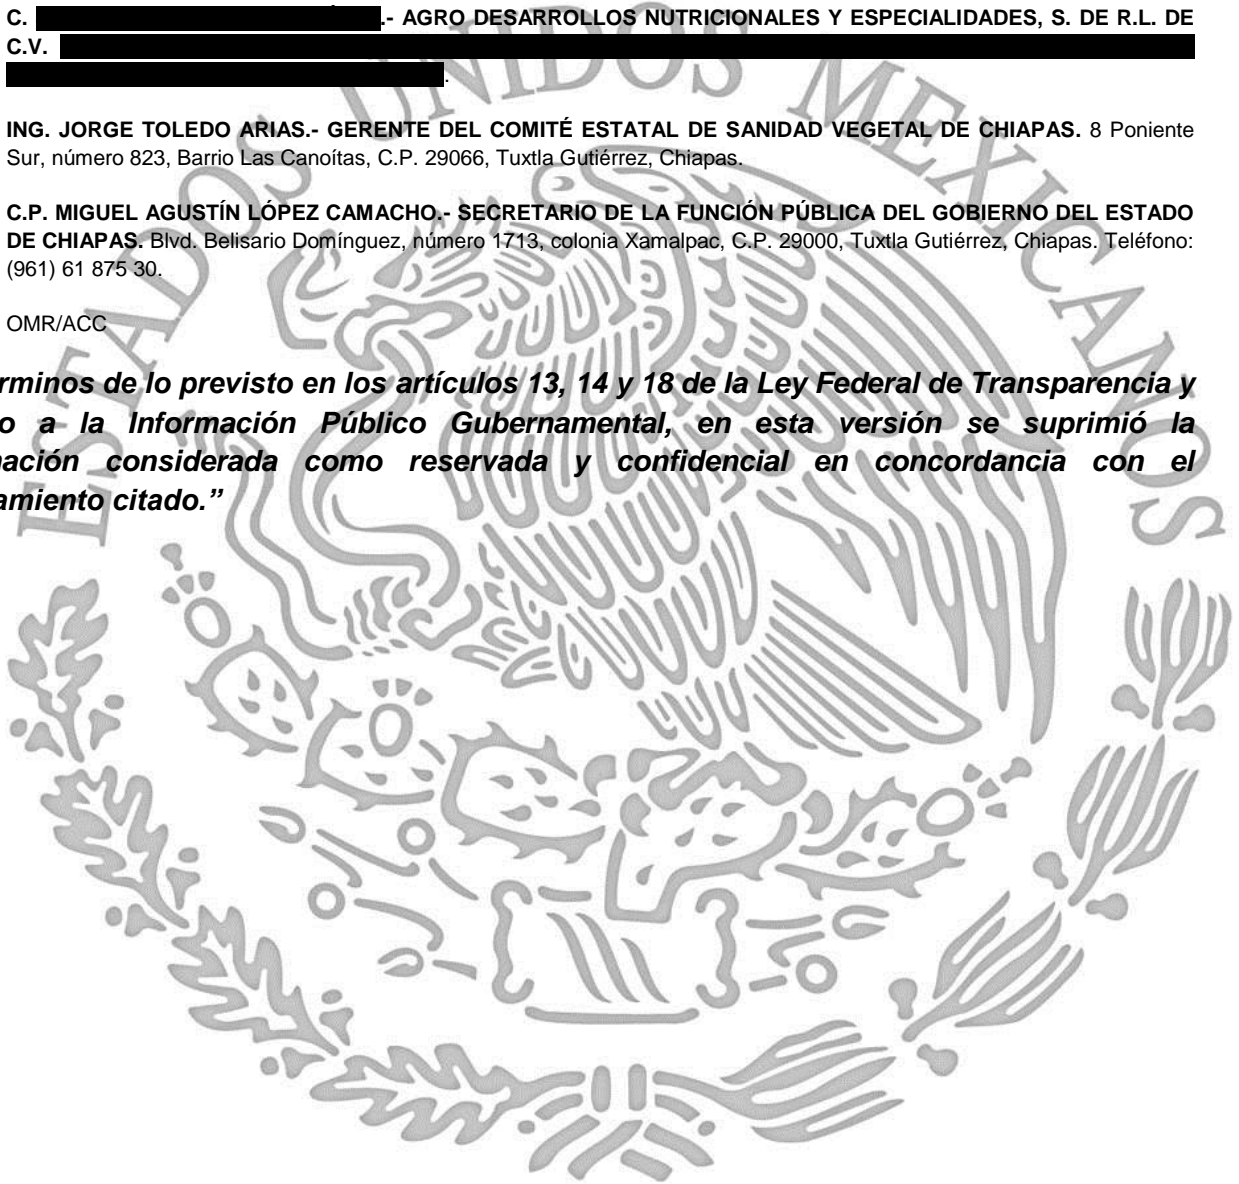 C. .- AGRO DESARROLLOS NUTRICIONALES Y ESPECIALIDADES, S. DE R.L. DE
C.V.
.
ING. JORGE TOLEDO ARIAS.- GERENTE DEL COMITÉ ESTATAL DE SANIDAD VEGETAL DE CHIAPAS. 8 Poniente
Sur, número 823, Barrio Las Canoítas, C.P. 29066, Tuxtla Gutiérrez, Chiapas.
C.P. MIGUEL AGUSTÍN LÓPEZ CAMACHO.- SECRETARIO DE LA FUNCIÓN PÚBLICA DEL GOBIERNO DEL ESTADO
DE CHIAPAS. Blvd. Belisario Domínguez, número 1713, colonia Xamalpac, C.P. 29000, Tuxtla Gutiérrez, Chiapas. Teléfono:
(961) 61 875 30.
OMR/ACC
rminos de lo previsto en los artículos 13, 14 y 18 de la Ley Federal de Transparencia y
o a la Información Público Gubernamental, en esta versión se suprimió la
nación considerada como reservada y confidencial en concordancia con el
amiento citado.”
ESTADOS UNIDOS MEXICANOS